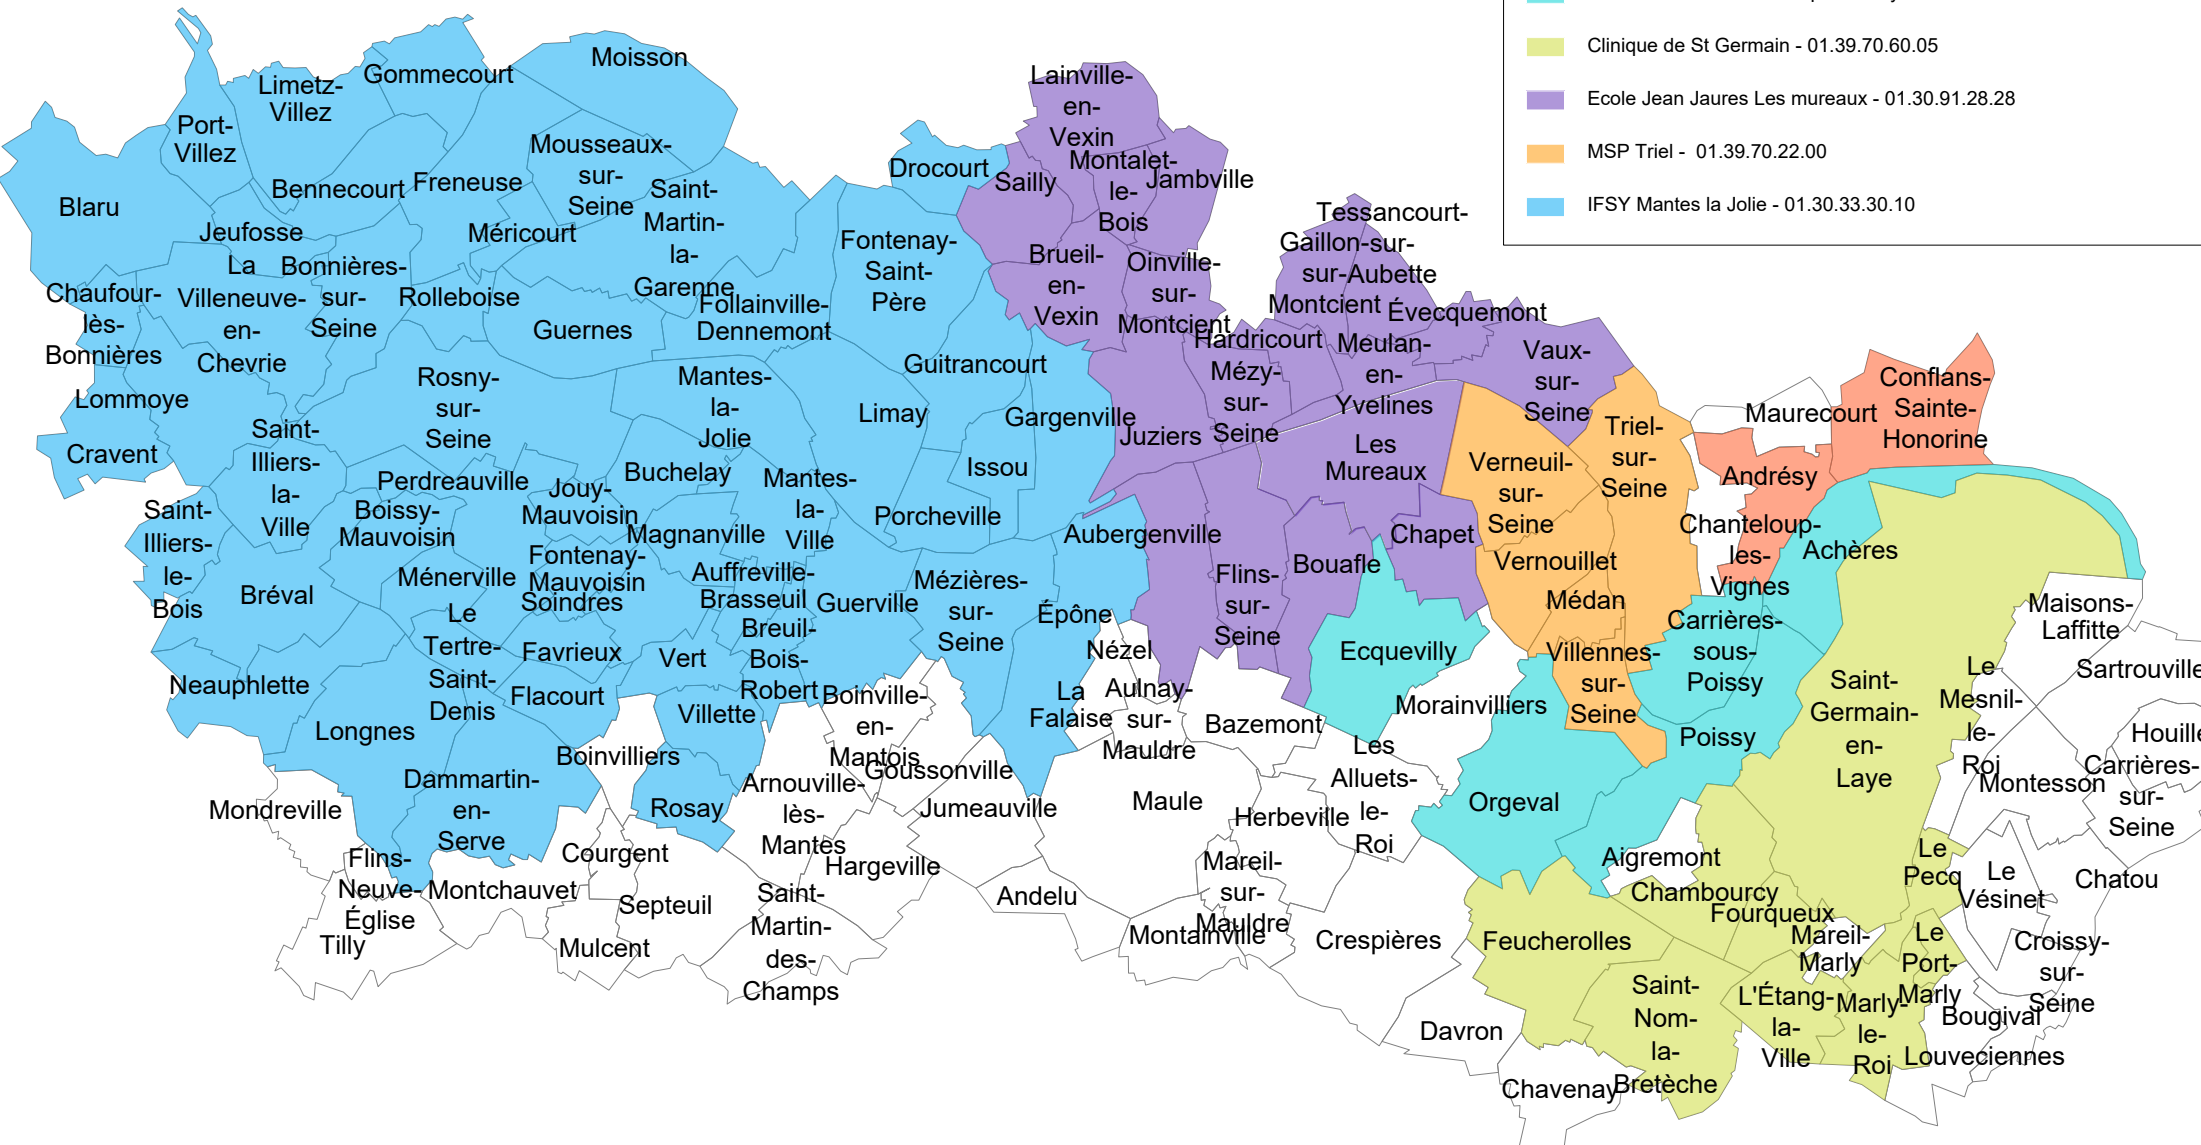 Clinique de St Germain - 01.39.70.60.05
Ecole Jean Jaures Les mureaux - 01.30.91.28.28
MSP Triel -  01.39.70.22.00
IFSY Mantes la Jolie - 01.30.33.30.10
Moisson
Gommecourt
Limetz-
Villez
Port-
Villez
Blaru
Bennecourt
Freneuse
Mousseaux-
sur-
Seine
Saint-
Martin-
la-
Garenne
Jeufosse
Méricourt
La
Villeneuve-
en-
Chevrie
Bonnières-
sur-
Seine
Rolleboise
Guernes
Follainville-
Dennemont
Chaufour-
lès-
Bonnières
Lommoye
Cravent
Drocourt
Fontenay-
Saint-
Père
Sailly
Lainville-
en-
Vexin
Montalet-
le-
Bois
Jambville
Brueil-
en-
Vexin
Oinville-
sur-
Montcient
Tessancourt-
sur-
Aubette
Gaillon-
sur-
Montcient
Évecquemont
Hardricourt
Meulan-
en-
Yvelines
Vaux-
sur-
Seine
Mézy-
sur-
Seine
Juziers
Guitrancourt
Gargenville
Limay
Issou
Porcheville
Rosny-
sur-
Seine
Mantes-
la-
Jolie
Buchelay
Mantes-
la-
Ville
Saint-
Illiers-
la-
Ville
Perdreauville
Jouy-
Mauvoisin
Magnanville
Boissy-
Mauvoisin
Fontenay-
Mauvoisin
Saint-
Illiers-
le-
Bois
Bréval
Ménerville
Soindres
Auffreville-
Brasseuil
Guerville
Mézières-
sur-
Seine
Épône
Aubergenville
Flins-
sur-
Seine
Bouafle
Les
Mureaux
Chapet
Verneuil-
sur-
Seine
Triel-
sur-
Seine
Vernouillet
Médan
Villennes-
sur-
Seine
Maurecourt
Conflans-
Sainte-
Honorine
Andrésy
Chanteloup-
les-
Vignes
Achères
Carrières-
sous-
Poissy
Poissy
Ecquevilly
Morainvilliers
Orgeval
Le
Tertre-
Saint-
Denis
Favrieux
Flacourt
Vert
Breuil-
Bois-
Robert
Villette
Rosay
Neauphlette
Longnes
Dammartin-
en-
Serve
Boinvilliers
Boinville-
en-
Mantois
Goussonville
Arnouville-
lès-
Mantes
Jumeauville
Hargeville
Nézel
La
Falaise
Aulnay-
sur-
Mauldre
Bazemont
Maule
Herbeville
Les
Alluets-
le-
Roi
Mareil-
sur-
Mauldre
Montainville
Andelu
Crespières
Davron
Chavenay
Mondreville
Flins-
Neuve-
Église
Tilly
Montchauvet
Courgent
Septeuil
Mulcent
Saint-
Martin-
des-
Champs
Aigremont
Chambourcy
Fourqueux
Feucherolles
Saint-
Nom-
la-
Bretèche
Mareil-
Marly
L'Étang-
la-
Ville
Marly-
le-
Roi
Le
Port-
Marly
Le
Pecq
Saint-
Germain-
en-
Laye
Maisons-
Laffitte
Le
Mesnil-
le-
Roi
Sartrouville
Montesson
Carrières-
sur-
Seine
Le
Vésinet
Chatou
Croissy-
sur-
Seine
Bougival
Louveciennes